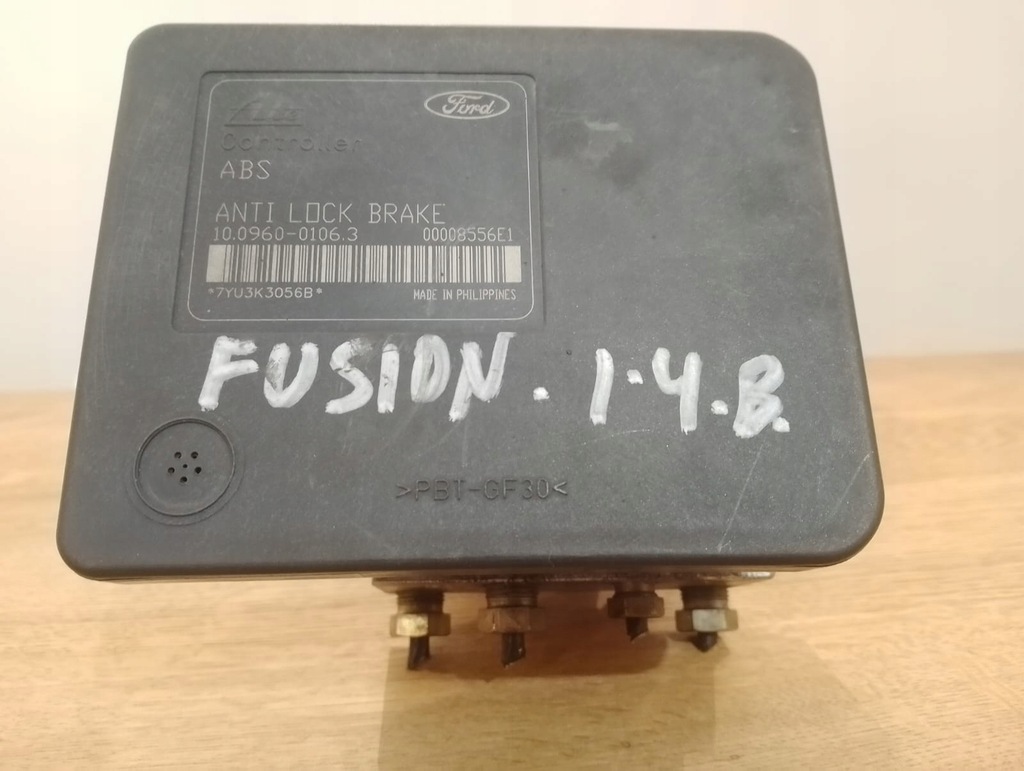 Ford
Controller
ABS
ANTI LOCK BRAKE
10.0960-0106.3 00008556E1
*7YU3K3056B* MADE IN PHILIPPINES
FUSION. 1.4.B.
>PBT-GF30<